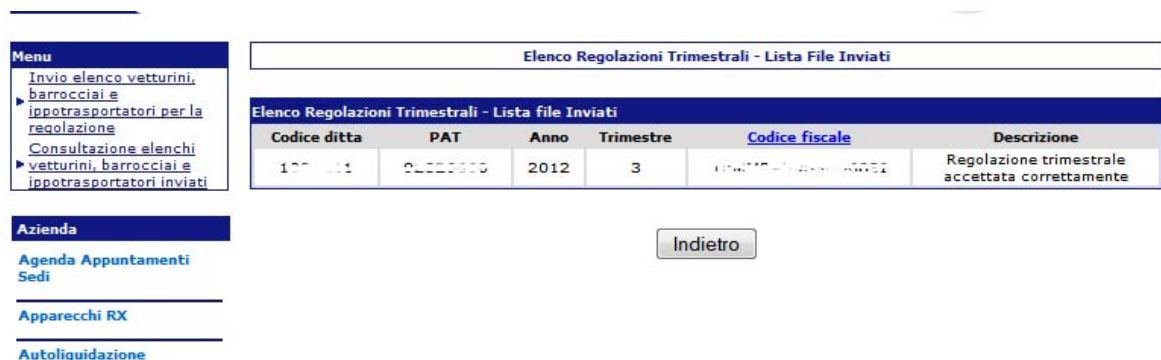 Menu
Invio elenco vetturini,
barrocciai e
ippotrasportatori per la
regolazione
Consultazione elenchi
vetturini, barrocciai e
ippotrasportatori inviati
Azienda
Agenda Appuntamenti
Sedi
Apparecchi RX
Autoliquidazione
Elenco Regolazioni Trimestrali - Lista File Inviati
Elenco Regolazioni Trimestrali - Lista file Inviati
Codice ditta PAT Anno Trimestre Codice fiscale Descrizione
2012 3 Regolazione trimestrale
accettata correttamente
Indietro